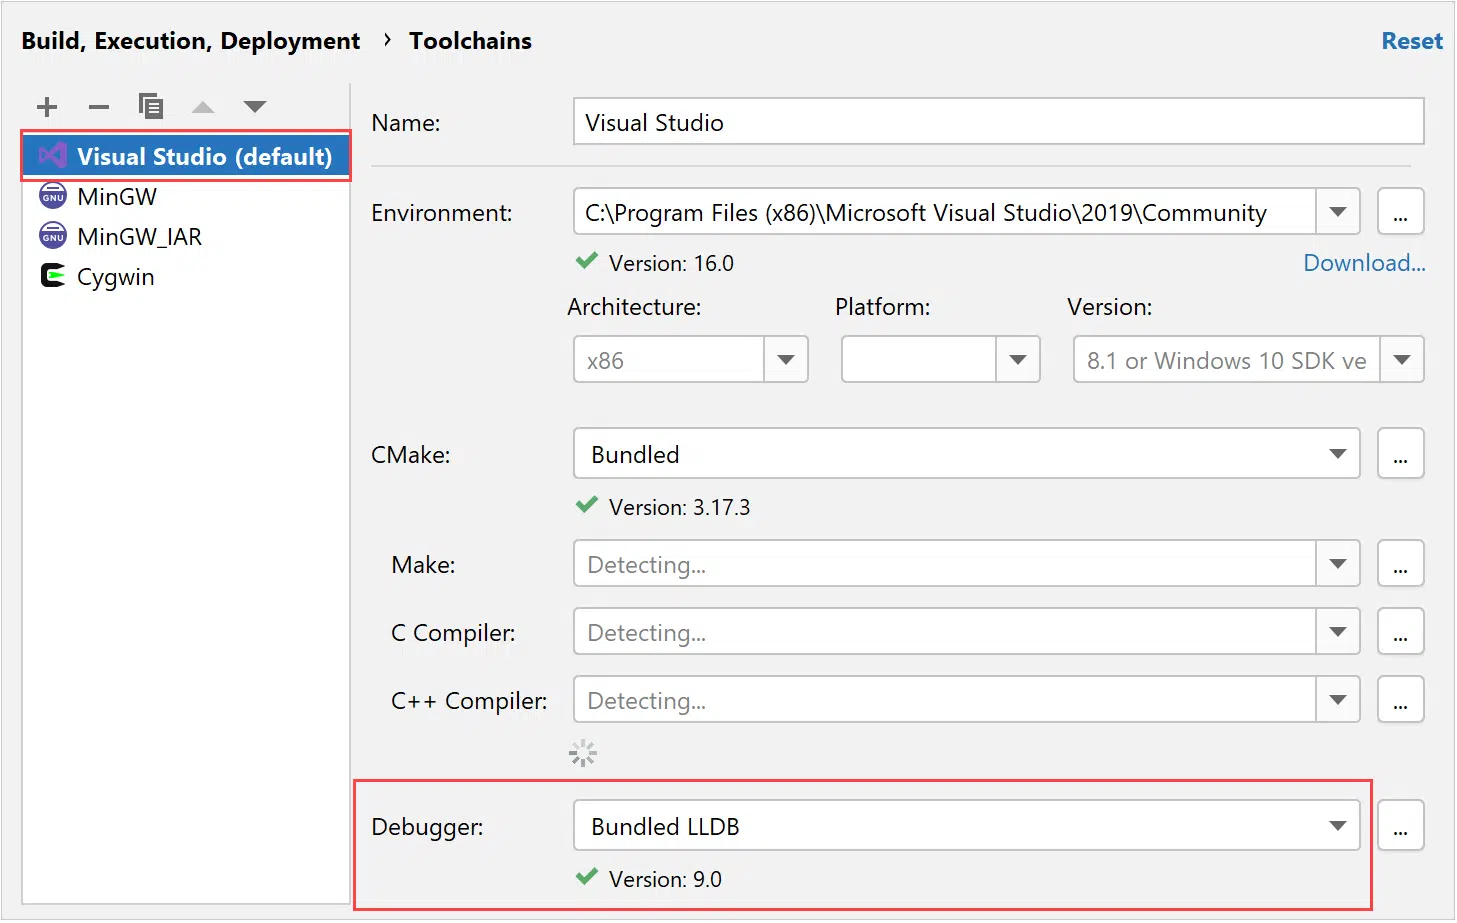 Build, Execution, Deployment › Toolchains
Reset
Visual Studio (default)
GNU MinGW
GNU MinGW_IAR
Cygwin
Name: Visual Studio
Environment: C:\Program Files (x86)\Microsoft Visual Studio\2019\Community ...
Version: 16.0
Download...
Architecture: Platform: Version:
x86 8.1 or Windows 10 SDK ve
CMake: Bundled ...
Version: 3.17.3
Make: Detecting... ...
C Compiler: Detecting... ...
C++ Compiler: Detecting... ...
Debugger: Bundled LLDB ...
Version: 9.0